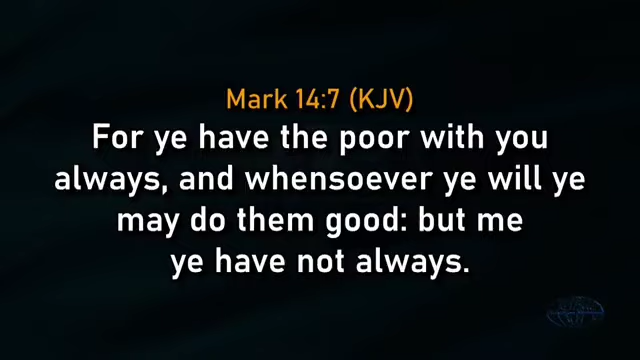 Mark 14:7 (KJV)
For ye have the poor with you
always, and whensoever ye will ye
may do them good: but me
ye have not always.